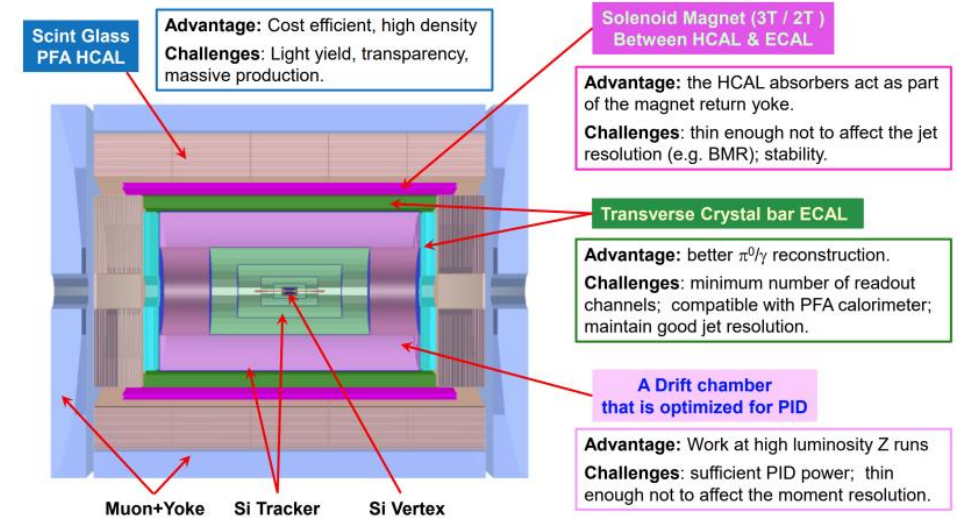 Scint Glass
PFA HCAL
Advantage: Cost efficient, high density
Challenges: Light yield, transparency,
massive production.
Solenoid Magnet (3T / 2T )
Between HCAL & ECAL
Advantage: the HCAL absorbers act as part
of the magnet return yoke.
Challenges: thin enough not to affect the jet
resolution (e.g. BMR); stability.
Transverse Crystal bar ECAL
Advantage: better π⁰/γ reconstruction.
Challenges: minimum number of readout
channels; compatible with PFA calorimeter;
maintain good jet resolution.
A Drift chamber
that is optimized for PID
Advantage: Work at high luminosity Z runs
Challenges: sufficient PID power; thin
enough not to affect the moment resolution.
Muon+Yoke Si Tracker Si Vertex